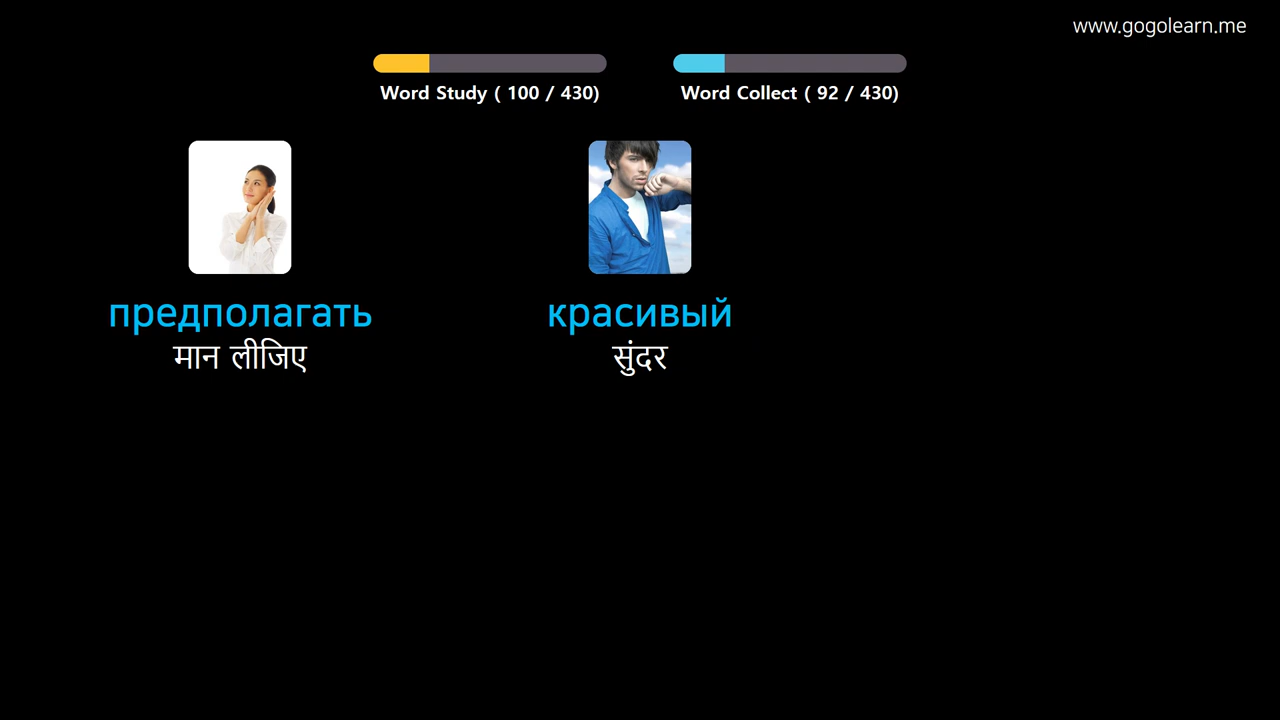 www.gogolearn.me
Word Study ( 100 / 430)
Word Collect ( 92 / 430)
предполагать
मान लीजिए
красивый
सुंदर